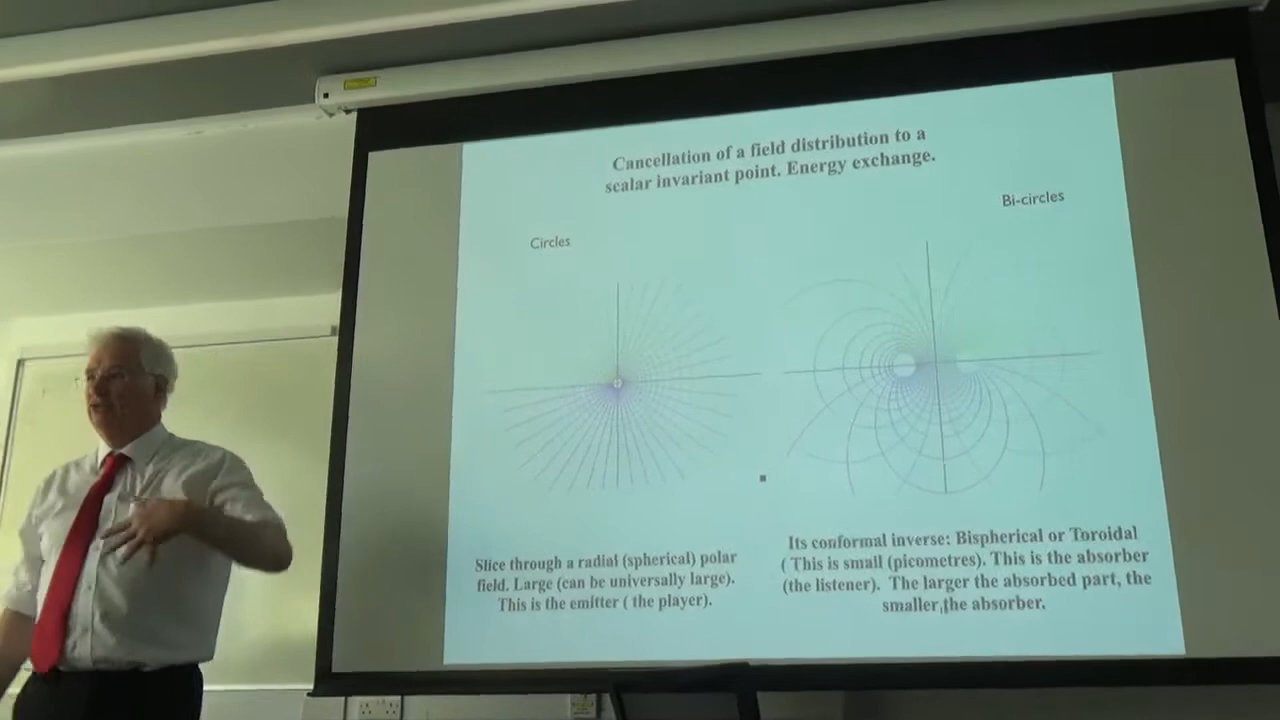 Cancellation of a field distribution to a
scalar invariant point. Energy exchange.
Circles
Bi-circles
Slice through a radial (spherical) polar
field. Large (can be universally large).
This is the emitter ( the player).
Its conformal inverse: Bispherical or Toroidal
( This is small (picometres). This is the absorber
(the listener). The larger the absorbed part, the
smaller,the absorber.